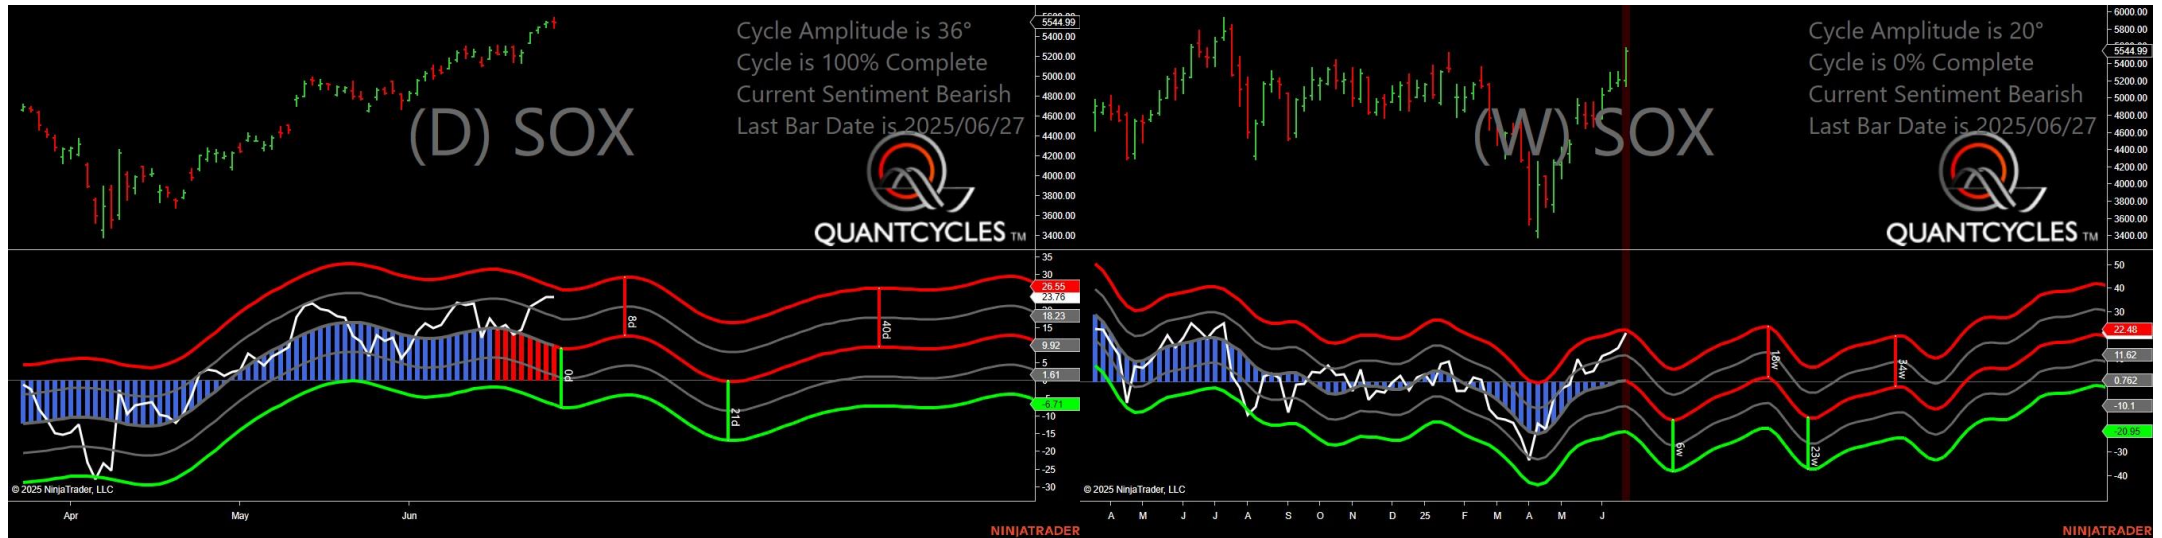 Cycle Amplitude is 36°
Cycle is 100% Complete
Current Sentiment Bearish
Last Bar Date is 2025/06/27
(D) SOX
QUANTCYCLES TM
5544.99
5400.00
5200.00
5000.00
4800.00
4600.00
4400.00
4200.00
4000.00
3800.00
3600.00
3400.00
35
30
26.55
23.76
18.23
15
9.92
5
1.61
-6.71
-10
-15
-20
-25
-30
0d
8d
21d
40d
© 2025 NinjaTrader, LLC
Apr
May
Jun
NINJATRADER
Cycle Amplitude is 20°
Cycle is 0% Complete
Current Sentiment Bearish
Last Bar Date is 2025/06/27
(W) SOX
QUANTCYCLES TM
6000.00
5800.00
5544.99
5400.00
5200.00
5000.00
4800.00
4600.00
4400.00
4200.00
4000.00
3800.00
3600.00
3400.00
50
40
30
22.48
11.62
0.762
-10.1
-20.95
-30
-40
6w
18w
23w
34w
© 2025 NinjaTrader, LLC
A M J J A S O N D 25 F M A M J
NINJATRADER